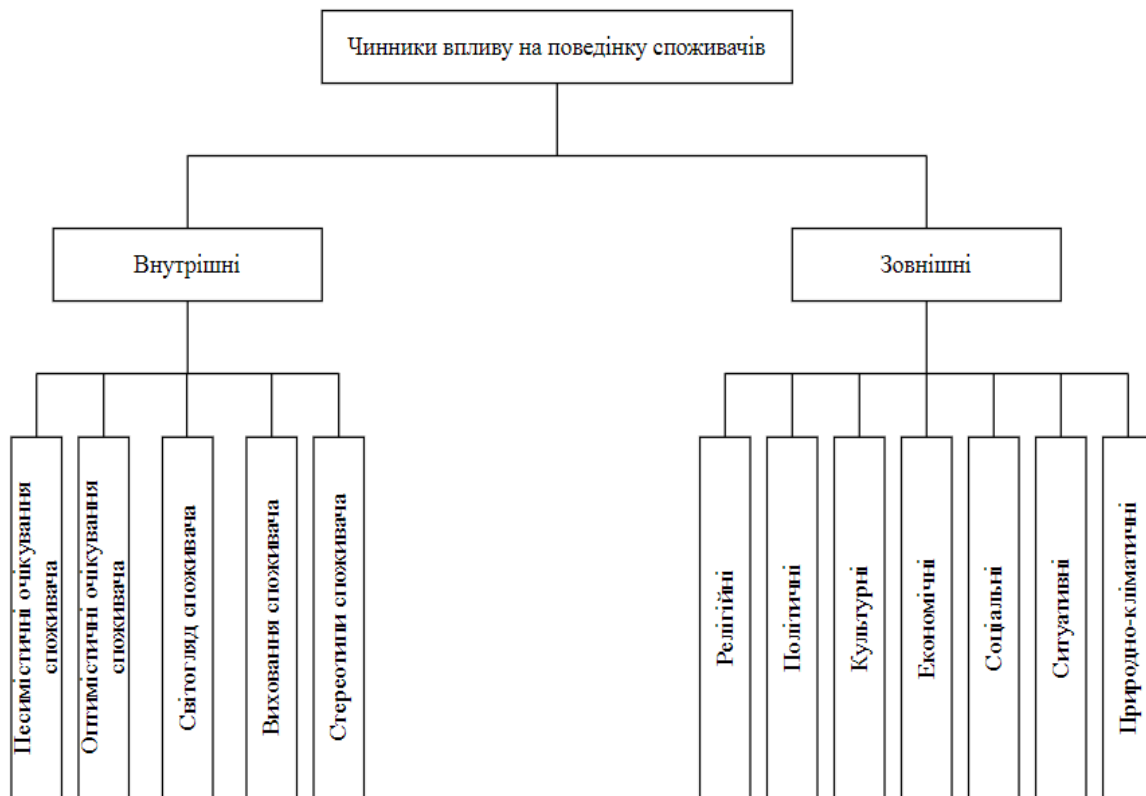 Чинники впливу на поведінку споживачів
Внутрішні
Зовнішні
Песимістичні очікування
споживача
Оптимістичні очікування
споживача
Світогляд споживача
Виховання споживача
Стереотипи споживача
Релігійні
Політичні
Культурні
Економічні
Соціальні
Ситуативні
Природно-кліматичні